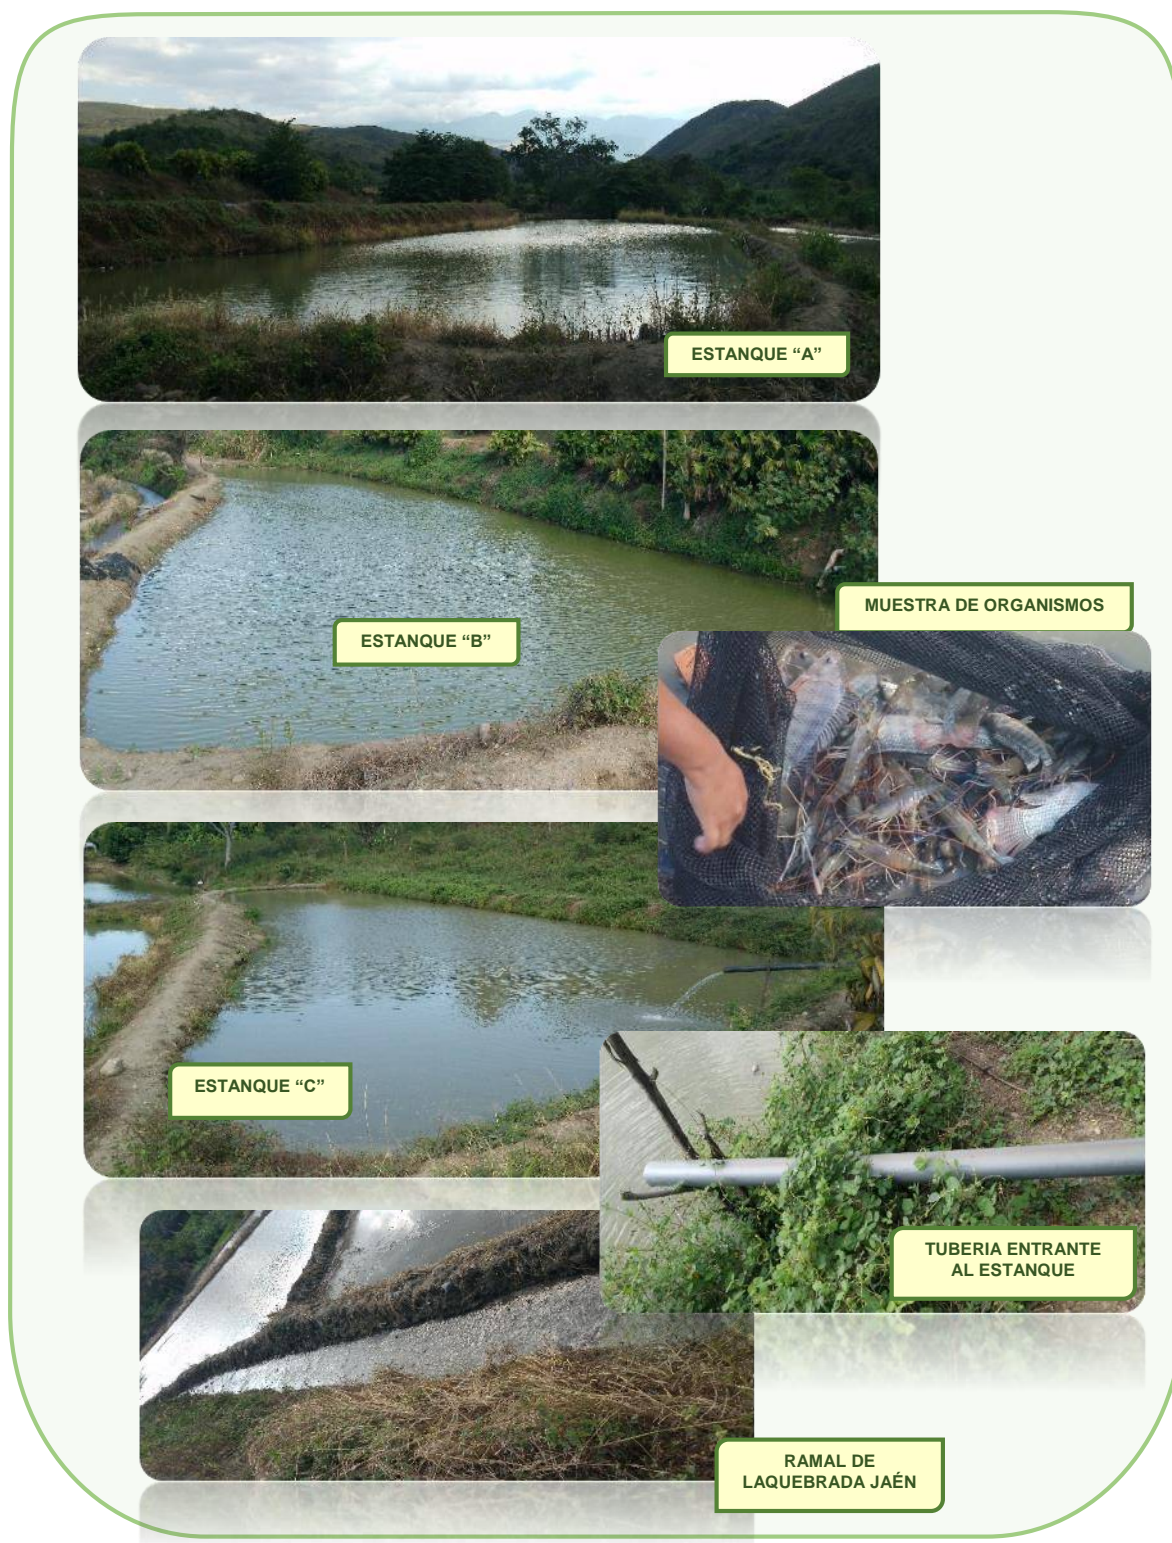 ESTANQUE “A”
MUESTRA DE ORGANISMOS
ESTANQUE “B”
ESTANQUE “C”
TUBERIA ENTRANTE
AL ESTANQUE
RAMAL DE
LAQUEBRADA JAÉN